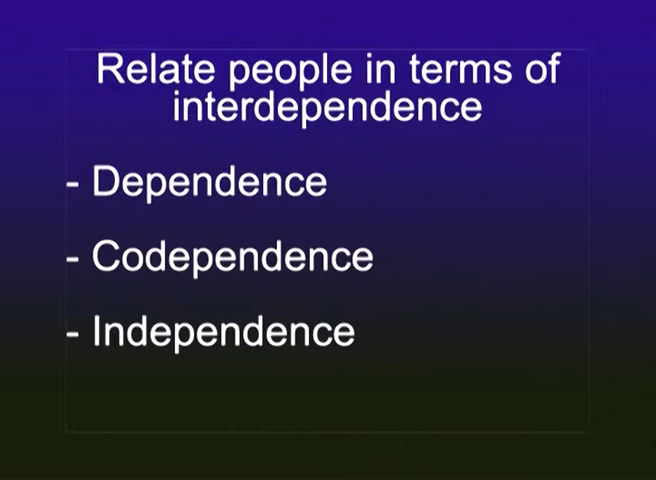 Relate people in terms of
interdependence
- Dependence
- Codependence
- Independence